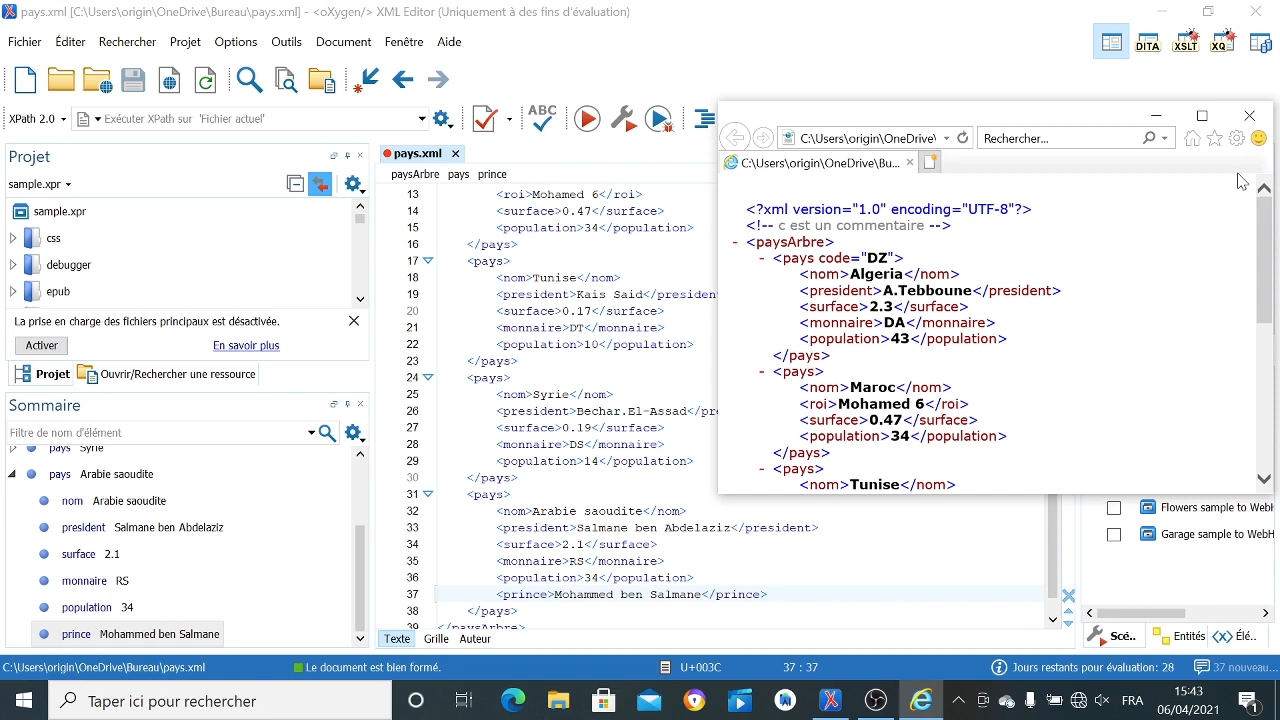 pays.xml [C:\Users\origin\OneDrive\Bureau\pays.xml] - <oXygen/> XML Editor (Uniquement à des fins d'évaluation)
Fichier Éditer Rechercher Projet Options Outils Document Fenêtre Aide
DITA XSLT XQ
XPath 2.0 Exécuter XPath sur 'Fichier actuel'
ABC
Projet
sample.xpr
sample.xpr
css
debugger
epub
La prise en charge des fichiers principaux est désactivée.
Activer En savoir plus
Projet Ouvrir/Rechercher une ressource
Sommaire
Filtre de nom d'élément
pays Syrie
pays Arabie saoudite
nom Arabie saoudite
president Salmane ben Abdelaziz
surface 2.1
monnaire RS
population 34
prince Mohammed ben Salmane
pays.xml
paysArbre pays prince
13 <roi>Mohamed 6</roi>
14 <surface>0.47</surface>
15 <population>34</population>
16 </pays>
17 <pays>
18 <nom>Tunise</nom>
19 <president>Kais Said</president>
20 <surface>0.17</surface>
21 <monnaire>DT</monnaire>
22 <population>10</population>
23 </pays>
24 <pays>
25 <nom>Syrie</nom>
26 <president>Bechar.El-Assad</pre
27 <surface>0.19</surface>
28 <monnaire>DS</monnaire>
29 <population>14</population>
30 </pays>
31 <pays>
32 <nom>Arabie saoudite</nom>
33 <president>Salmane ben Abdelaziz</president>
34 <surface>2.1</surface>
35 <monnaire>RS</monnaire>
36 <population>34</population>
37 <prince>Mohammed ben Salmane</prince>
38 </pays>
39 </paysArbre>
Texte Grille Auteur
C:\Users\origin\OneDrive\ Rechercher...
C:\Users\origin\OneDrive\Bu...
<?xml version="1.0" encoding="UTF-8"?>
<!-- c est un commentaire -->
- <paysArbre>
- <pays code="DZ">
<nom>Algeria</nom>
<president>A.Tebboune</president>
<surface>2.3</surface>
<monnaire>DA</monnaire>
<population>43</population>
</pays>
- <pays>
<nom>Maroc</nom>
<roi>Mohamed 6</roi>
<surface>0.47</surface>
<population>34</population>
</pays>
- <pays>
<nom>Tunise</nom>
Flowers sample to WebH
Garage sample to WebH
Scé.. Entités Élé..
C:\Users\origin\OneDrive\Bureau\pays.xml Le document est bien formé. U+003C 37 : 37 Jours restants pour évaluation: 28 37 nouveau...
Taper ici pour rechercher FRA 15:43
06/04/2021 1